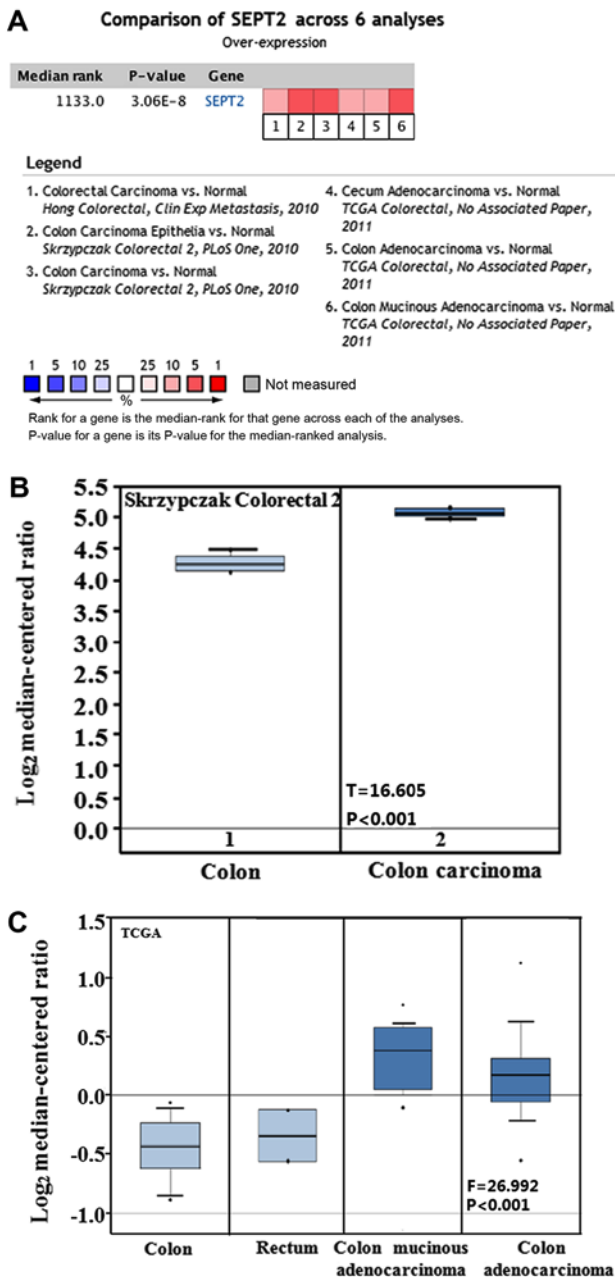 A
Comparison of SEPT2 across 6 analyses
Over-expression
Median rank P-value Gene
1133.0 3.06E-8 SEPT2
1 2 3 4 5 6
Legend
1. Colorectal Carcinoma vs. Normal
Hong Colorectal, Clin Exp Metastasis, 2010
2. Colon Carcinoma Epithelia vs. Normal
Skrzypczak Colorectal 2, PLoS One, 2010
3. Colon Carcinoma vs. Normal
Skrzypczak Colorectal 2, PLoS One, 2010
4. Cecum Adenocarcinoma vs. Normal
TCGA Colorectal, No Associated Paper,
2011
5. Colon Adenocarcinoma vs. Normal
TCGA Colorectal, No Associated Paper,
2011
6. Colon Mucinous Adenocarcinoma vs. Normal
TCGA Colorectal, No Associated Paper,
2011
1 5 10 25 25 10 5 1
%
Not measured
Rank for a gene is the median-rank for that gene across each of the analyses.
P-value for a gene is its P-value for the median-ranked analysis.
B
Log2 median-centered ratio
5.5
5.0
4.5
4.0
3.5
3.0
2.5
2.0
1.5
1.0
0.5
0.0
Skrzypczak Colorectal 2
T=16.605
P<0.001
1 2
Colon Colon carcinoma
C
Log2 median-centered ratio
1.5
1.0
0.5
0.0
-0.5
-1.0
TCGA
F=26.992
P<0.001
Colon Rectum Colon mucinous adenocarcinoma Colon adenocarcinoma